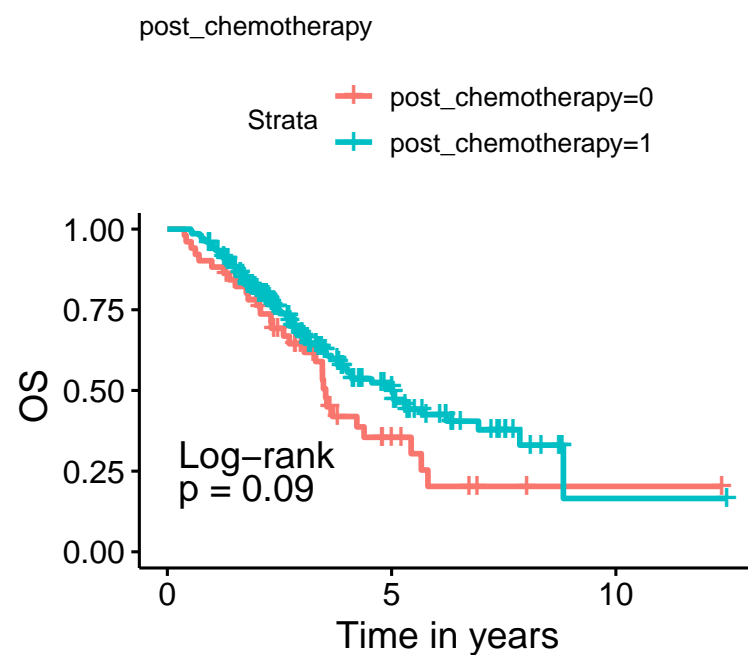 post_chemotherapy
Strata
post_chemotherapy=0
post_chemotherapy=1
1.00
0.75
0.50
0.25
0.00
OS
Log−rank
p = 0.09
0
5
10
Time in years